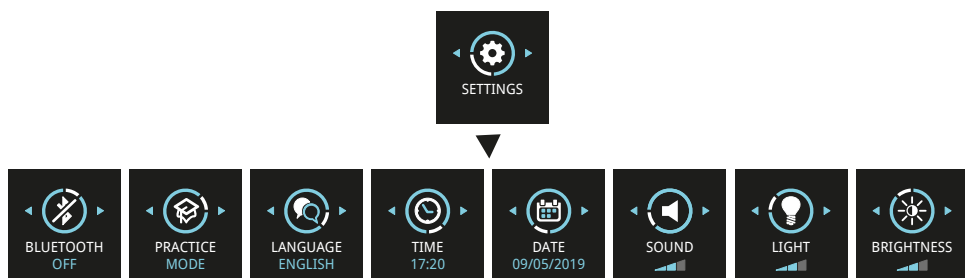 SETTINGS
BLUETOOTH
OFF
PRACTICE
MODE
LANGUAGE
ENGLISH
TIME
17:20
DATE
09/05/2019
SOUND
LIGHT
BRIGHTNESS